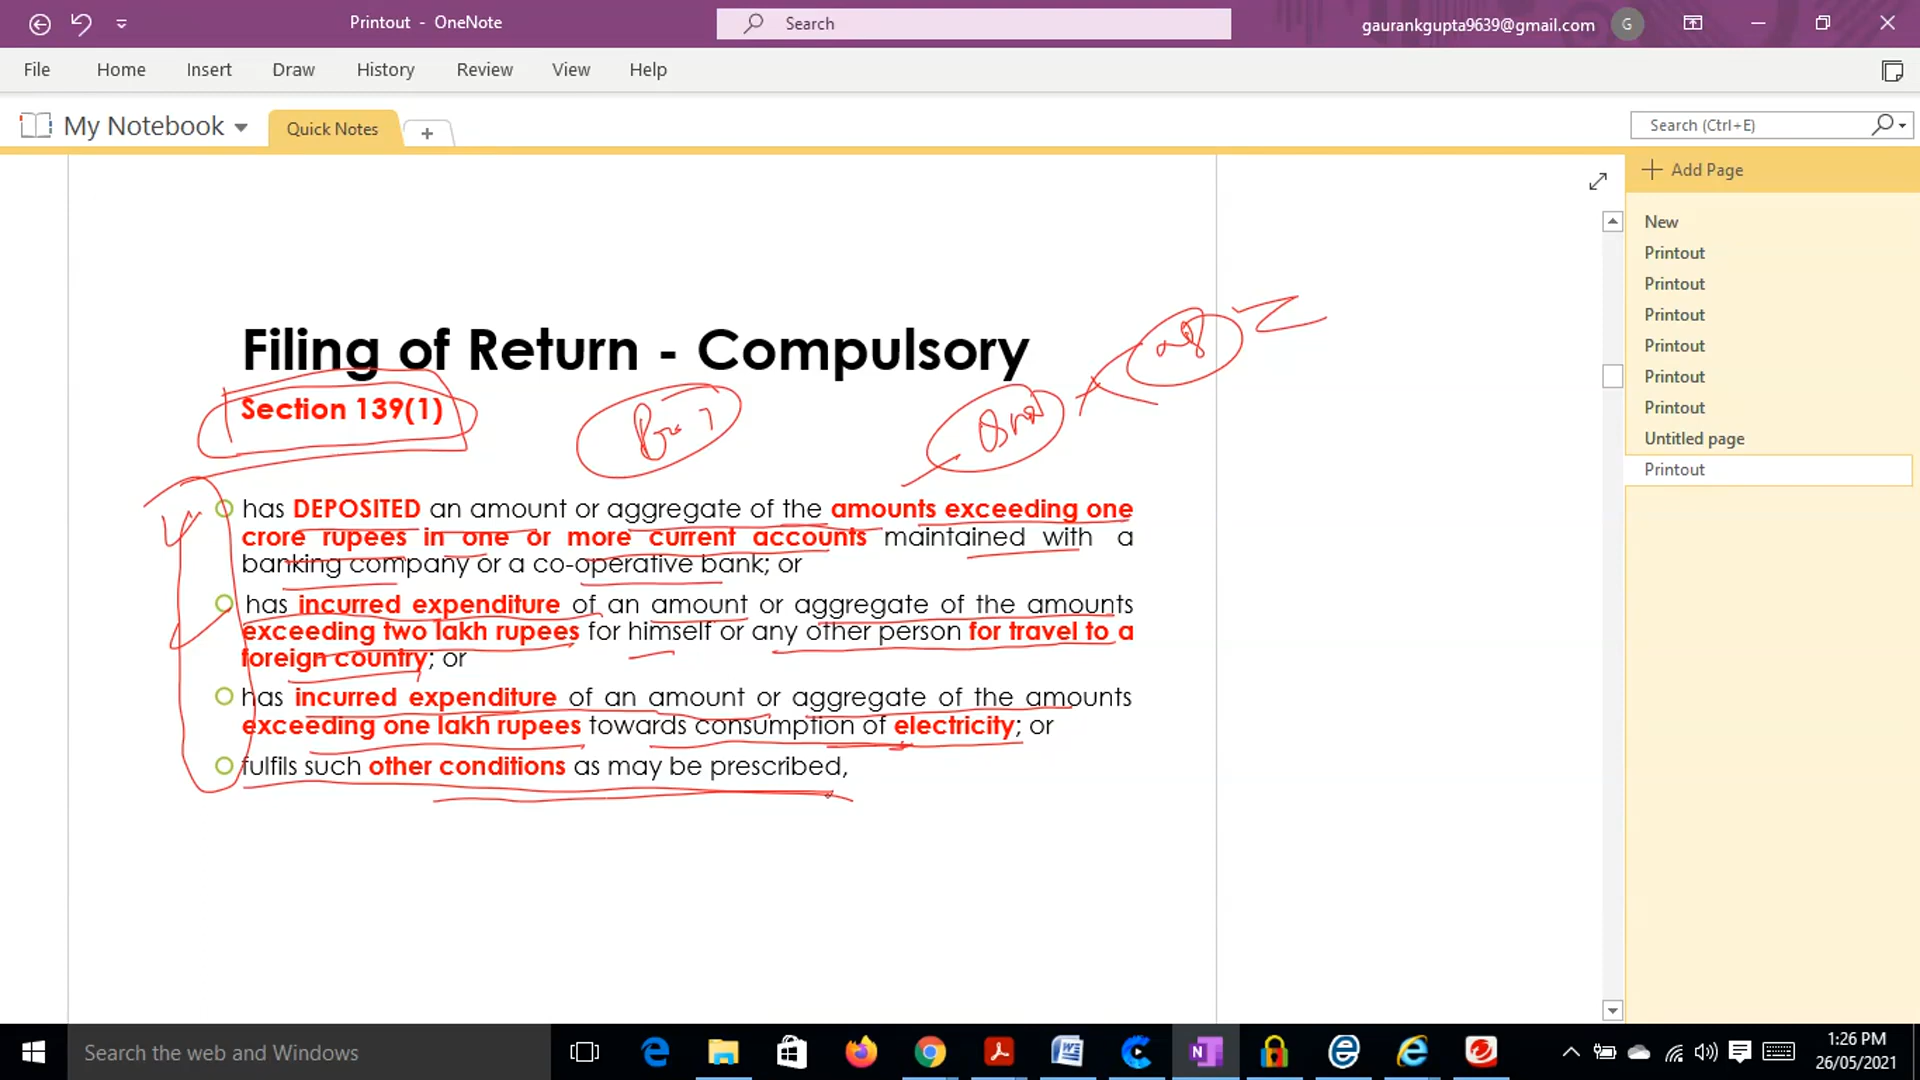 Printout - OneNote
Search
gaurankgupta9639@gmail.com
G
File Home Insert Draw History Review View Help
My Notebook
Quick Notes
Search (Ctrl+E)
Add Page
New
Printout
Printout
Printout
Printout
Printout
Printout
Untitled page
Printout
Filing of Return - Compulsory
Section 139(1)
has DEPOSITED an amount or aggregate of the amounts exceeding one
crore rupees in one or more current accounts maintained with a
banking company or a co-operative bank; or
has incurred expenditure of an amount or aggregate of the amounts
exceeding two lakh rupees for himself or any other person for travel to a
foreign country; or
has incurred expenditure of an amount or aggregate of the amounts
exceeding one lakh rupees towards consumption of electricity; or
fulfils such other conditions as may be prescribed,
Search the web and Windows
1:26 PM
26/05/2021